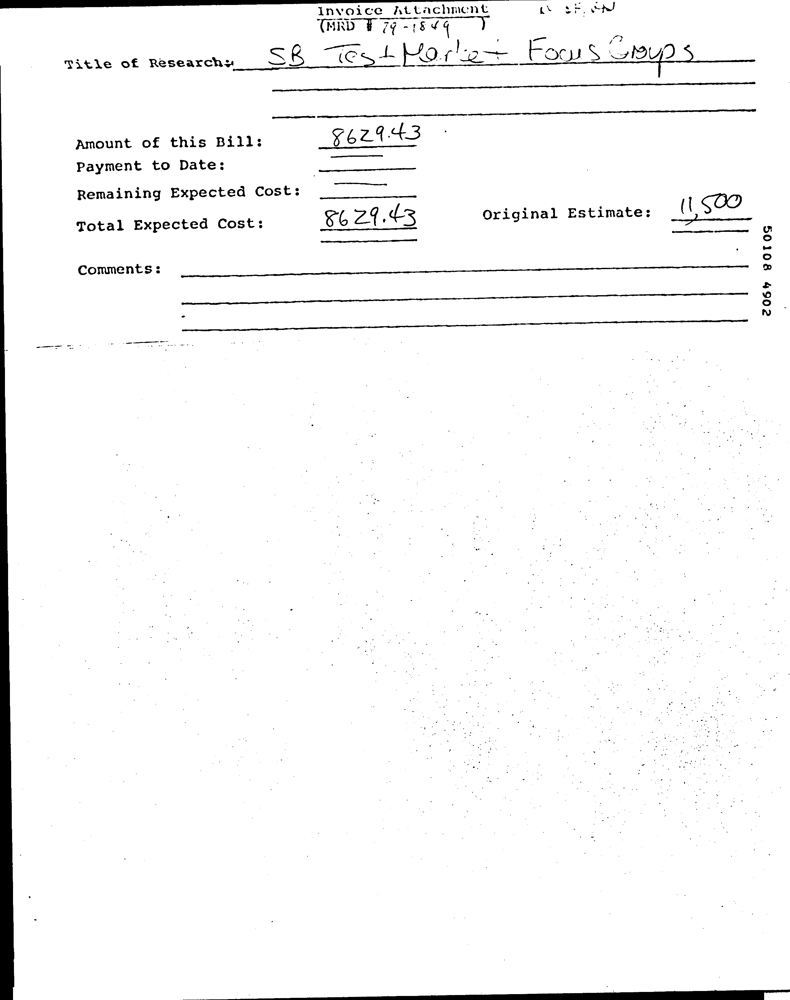 Invoice Attachment
(MRD # 79-1849 )
Title of Research: SB Test Market Focus Groups
Amount of this Bill: 8629.43
Payment to Date: —
Remaining Expected Cost: —
Total Expected Cost: 8629.43 Original Estimate: 11,500
Comments:
50108 4902